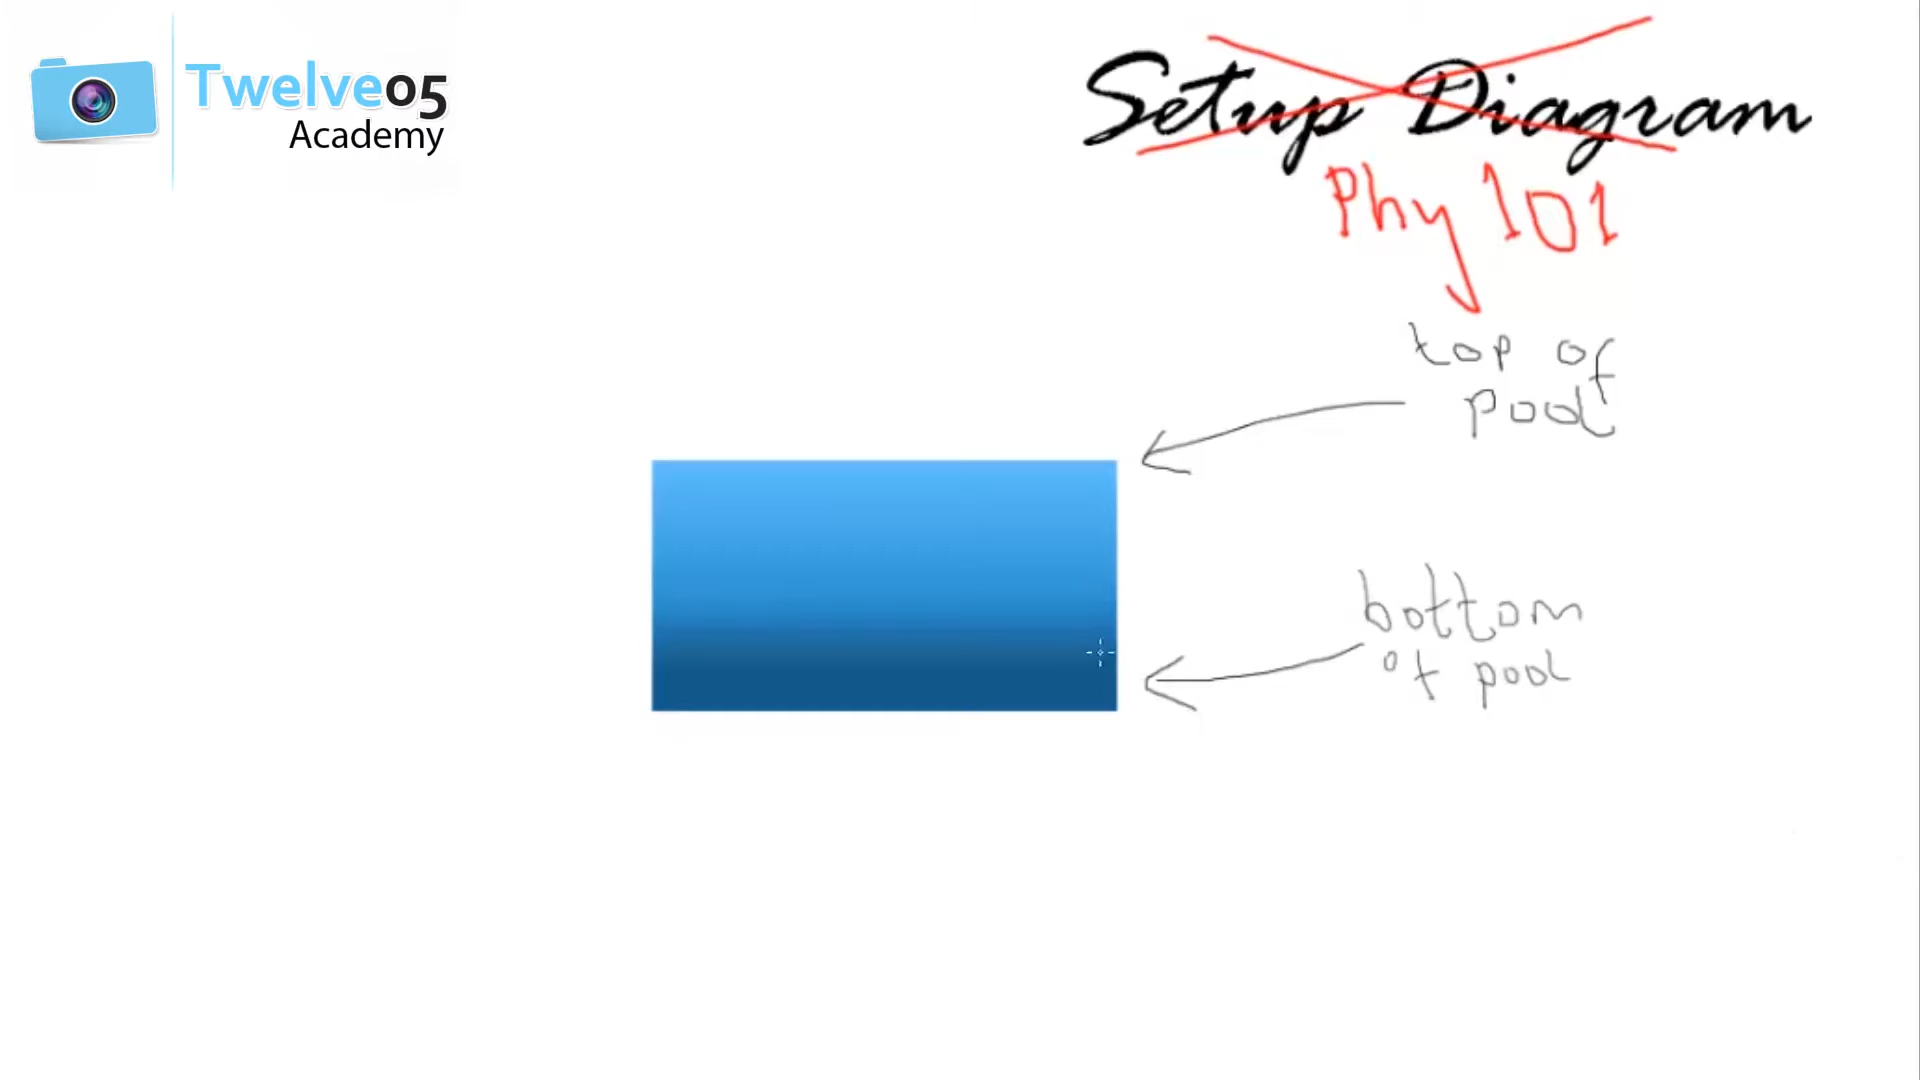 Twelve05
Academy
Setup Diagram
Phy 101
top of
pool
bottom
of pool